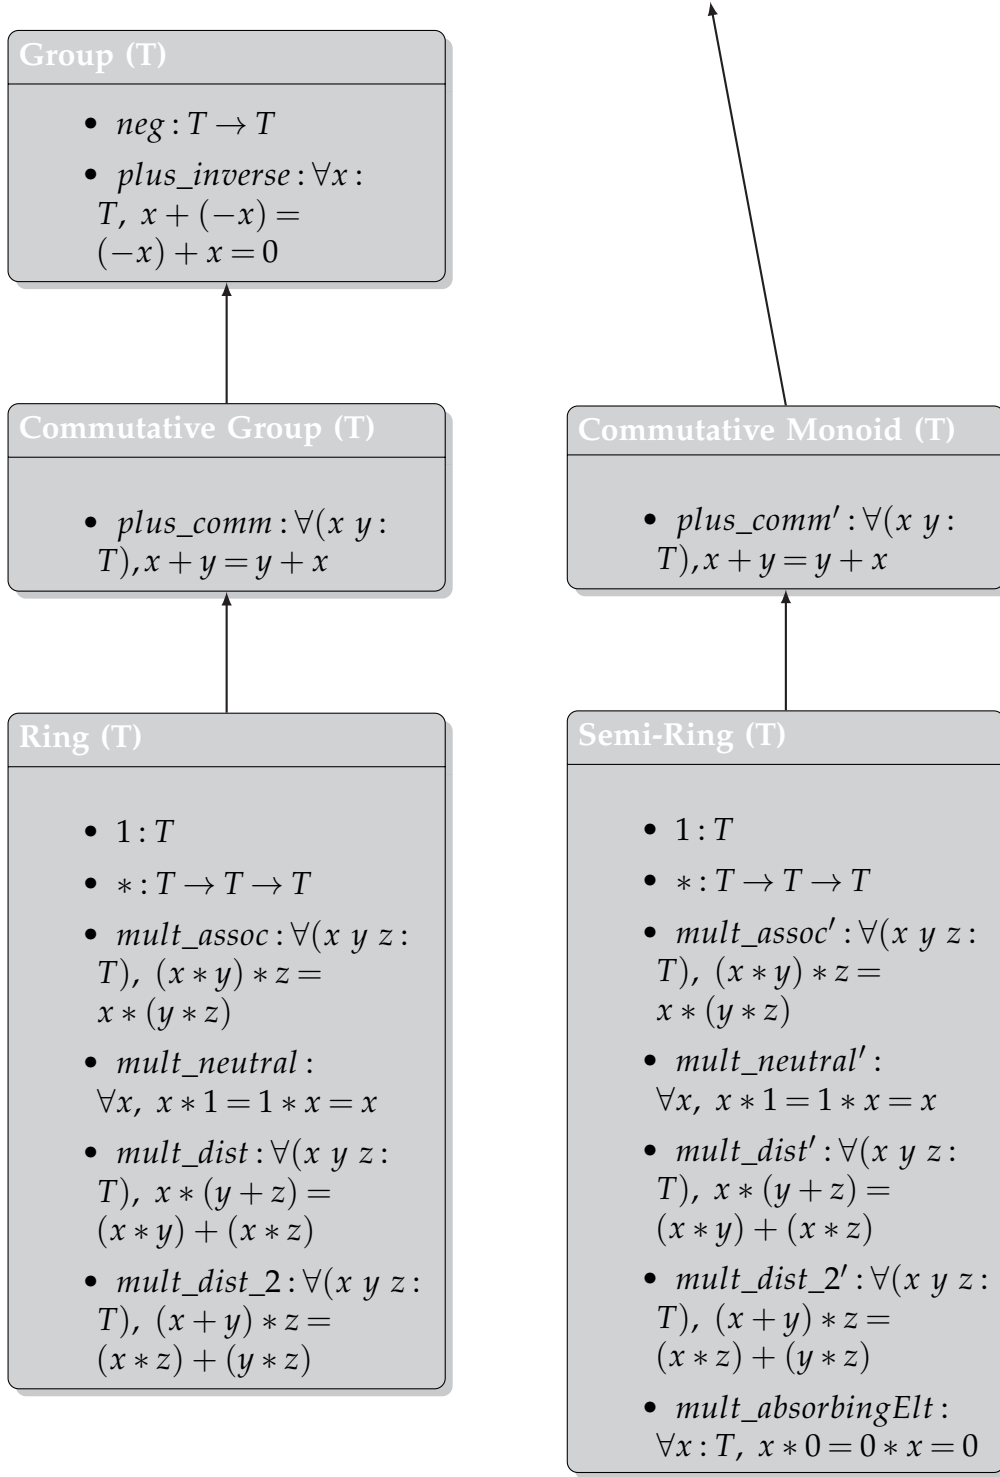 Group (T)
• neg : T → T
• plus_inverse : ∀x :
T, x + (−x) =
(−x) + x = 0
Commutative Group (T)
• plus_comm : ∀(x y :
T), x + y = y + x
Ring (T)
• 1 : T
• ∗ : T → T → T
• mult_assoc : ∀(x y z :
T), (x ∗ y) ∗ z =
x ∗ (y ∗ z)
• mult_neutral :
∀x, x ∗ 1 = 1 ∗ x = x
• mult_dist : ∀(x y z :
T), x ∗ (y + z) =
(x ∗ y) + (x ∗ z)
• mult_dist_2 : ∀(x y z :
T), (x + y) ∗ z =
(x ∗ z) + (y ∗ z)
Commutative Monoid (T)
• plus_comm′ : ∀(x y :
T), x + y = y + x
Semi-Ring (T)
• 1 : T
• ∗ : T → T → T
• mult_assoc′ : ∀(x y z :
T), (x ∗ y) ∗ z =
x ∗ (y ∗ z)
• mult_neutral′ :
∀x, x ∗ 1 = 1 ∗ x = x
• mult_dist′ : ∀(x y z :
T), x ∗ (y + z) =
(x ∗ y) + (x ∗ z)
• mult_dist_2′ : ∀(x y z :
T), (x + y) ∗ z =
(x ∗ z) + (y ∗ z)
• mult_absorbingElt :
∀x : T, x ∗ 0 = 0 ∗ x = 0